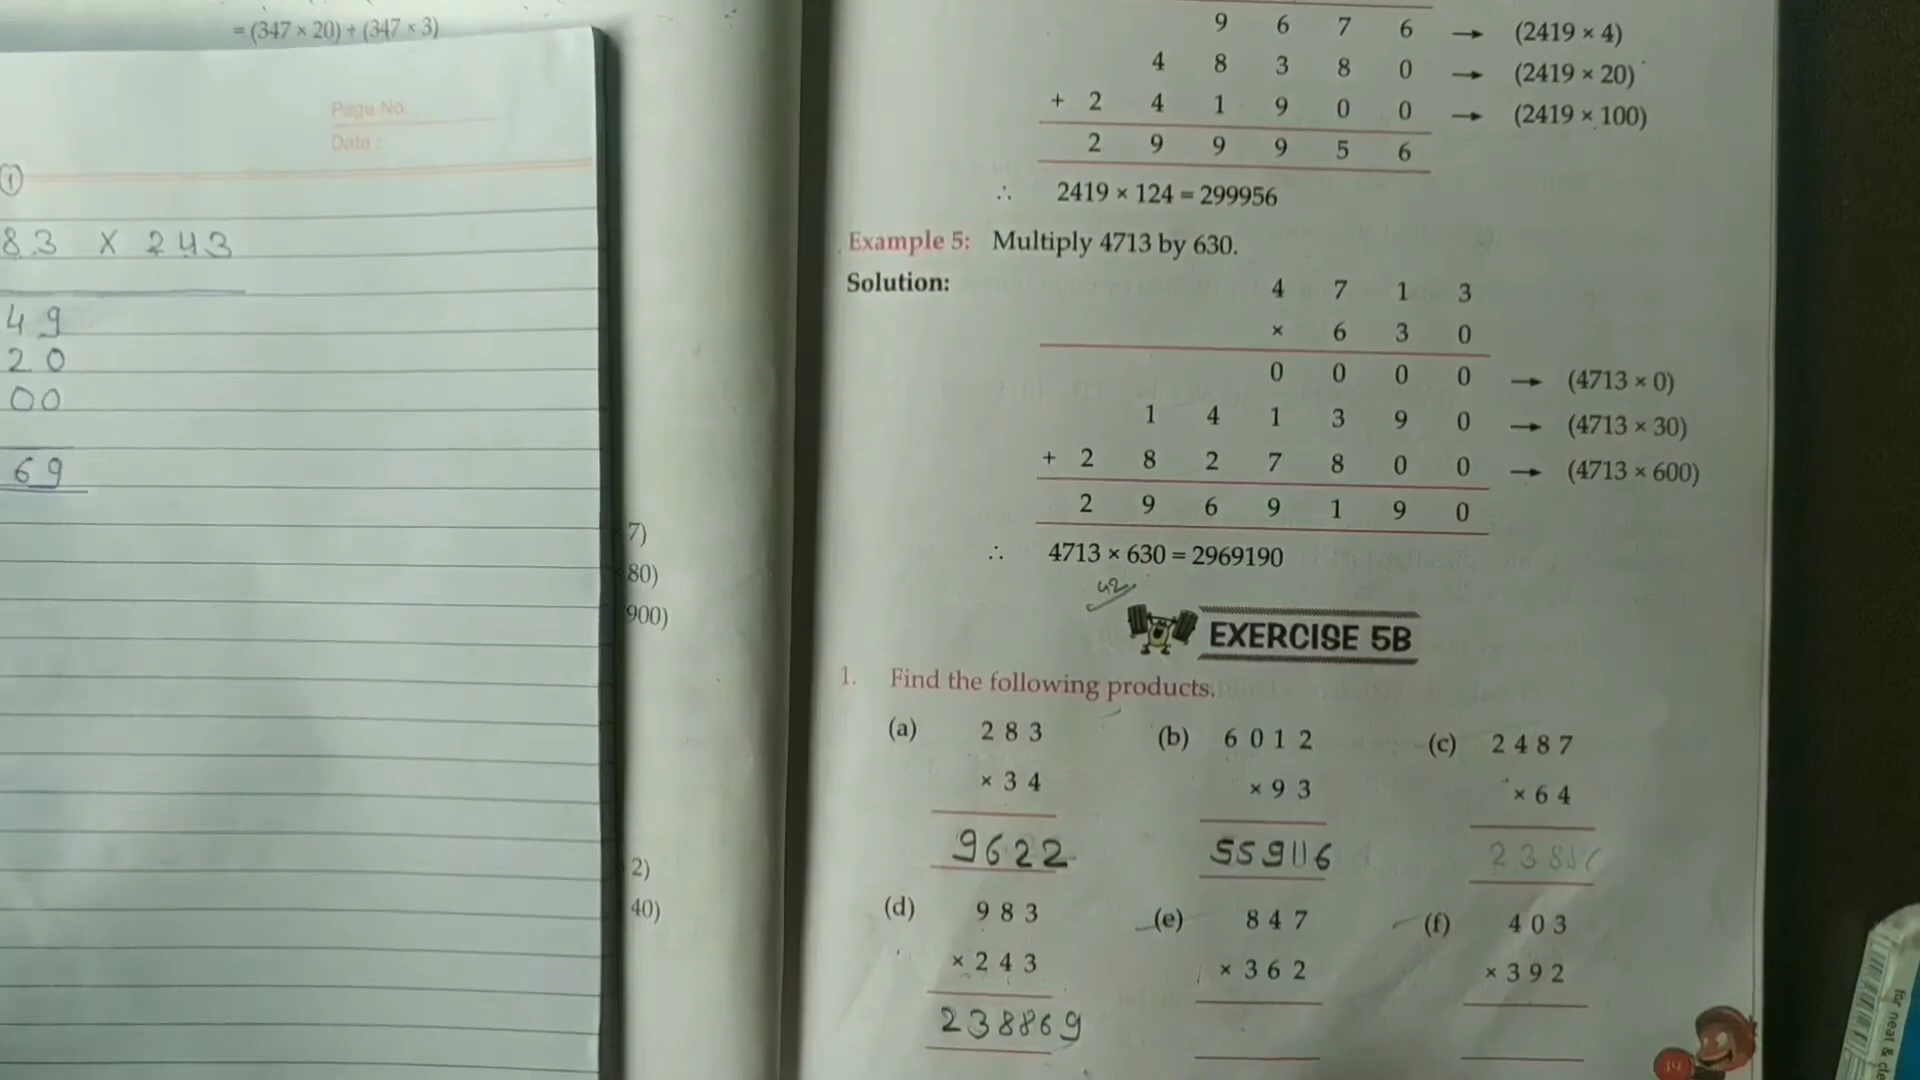 = (347 × 20) + (347 × 3)
Page No.
Date :
①
83 × 243
49
20
00
69
7)
80)
900)
2)
40)
9 6 7 6 → (2419 × 4)
4 8 3 8 0 → (2419 × 20)
+ 2 4 1 9 0 0 → (2419 × 100)
2 9 9 9 5 6
∴ 2419 × 124 = 299956
Example 5: Multiply 4713 by 630.
Solution:
4 7 1 3
× 6 3 0
0 0 0 0 → (4713 × 0)
1 4 1 3 9 0 → (4713 × 30)
+ 2 8 2 7 8 0 0 → (4713 × 600)
2 9 6 9 1 9 0
∴ 4713 × 630 = 2969190
42
EXERCISE 5B
1. Find the following products.
(a) 2 8 3 (b) 6 0 1 2 (c) 2 4 8 7
× 3 4 × 9 3 × 6 4
9622 559116
(d) 9 8 3 (e) 8 4 7 (f) 4 0 3
× 2 4 3 × 3 6 2 × 3 9 2
238869
for neat &